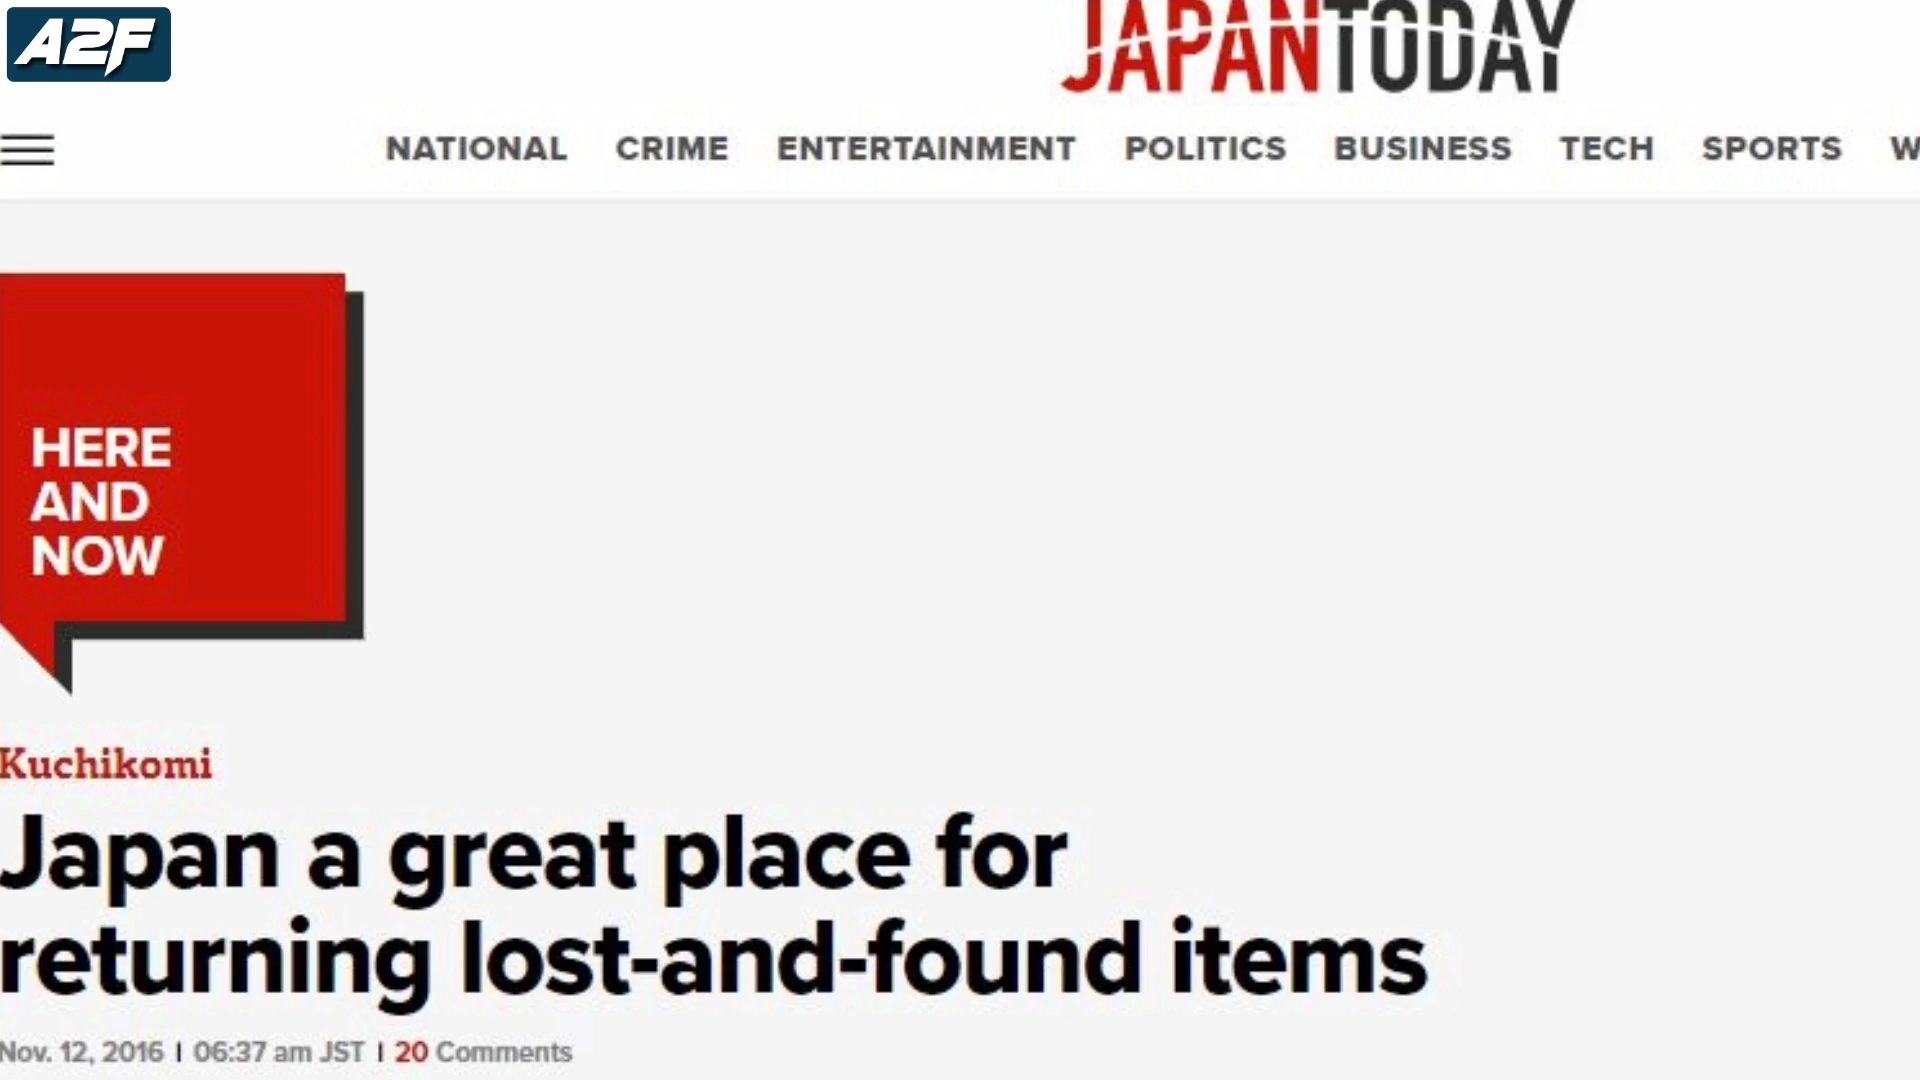 A2F
JAPANTODAY
NATIONAL CRIME ENTERTAINMENT POLITICS BUSINESS TECH SPORTS W
HERE
AND
NOW
Kuchikomi
Japan a great place for
returning lost-and-found items
Nov. 12, 2016 | 06:37 am JST | 20 Comments